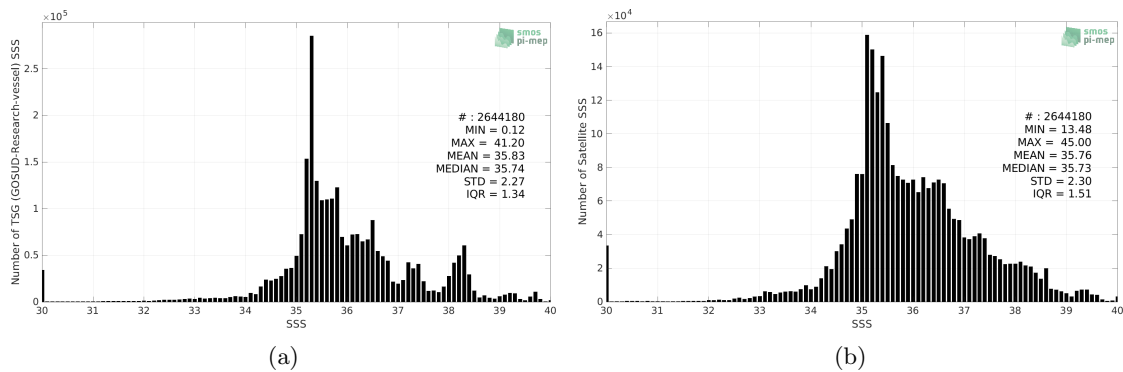 ×10⁵
Number of TSG (GOSUD-Research-vessel) SSS
2.5
2
1.5
1
0.5
0
30 31 32 33 34 35 36 37 38 39 40
SSS
smos
pi-mep
# : 2644180
MIN = 0.12
MAX = 41.20
MEAN = 35.83
MEDIAN = 35.74
STD = 2.27
IQR = 1.34
(a)
×10⁴
Number of Satellite SSS
16
14
12
10
8
6
4
2
0
30 31 32 33 34 35 36 37 38 39 40
SSS
smos
pi-mep
# : 2644180
MIN = 13.48
MAX = 45.00
MEAN = 35.76
MEDIAN = 35.73
STD = 2.30
IQR = 1.51
(b)